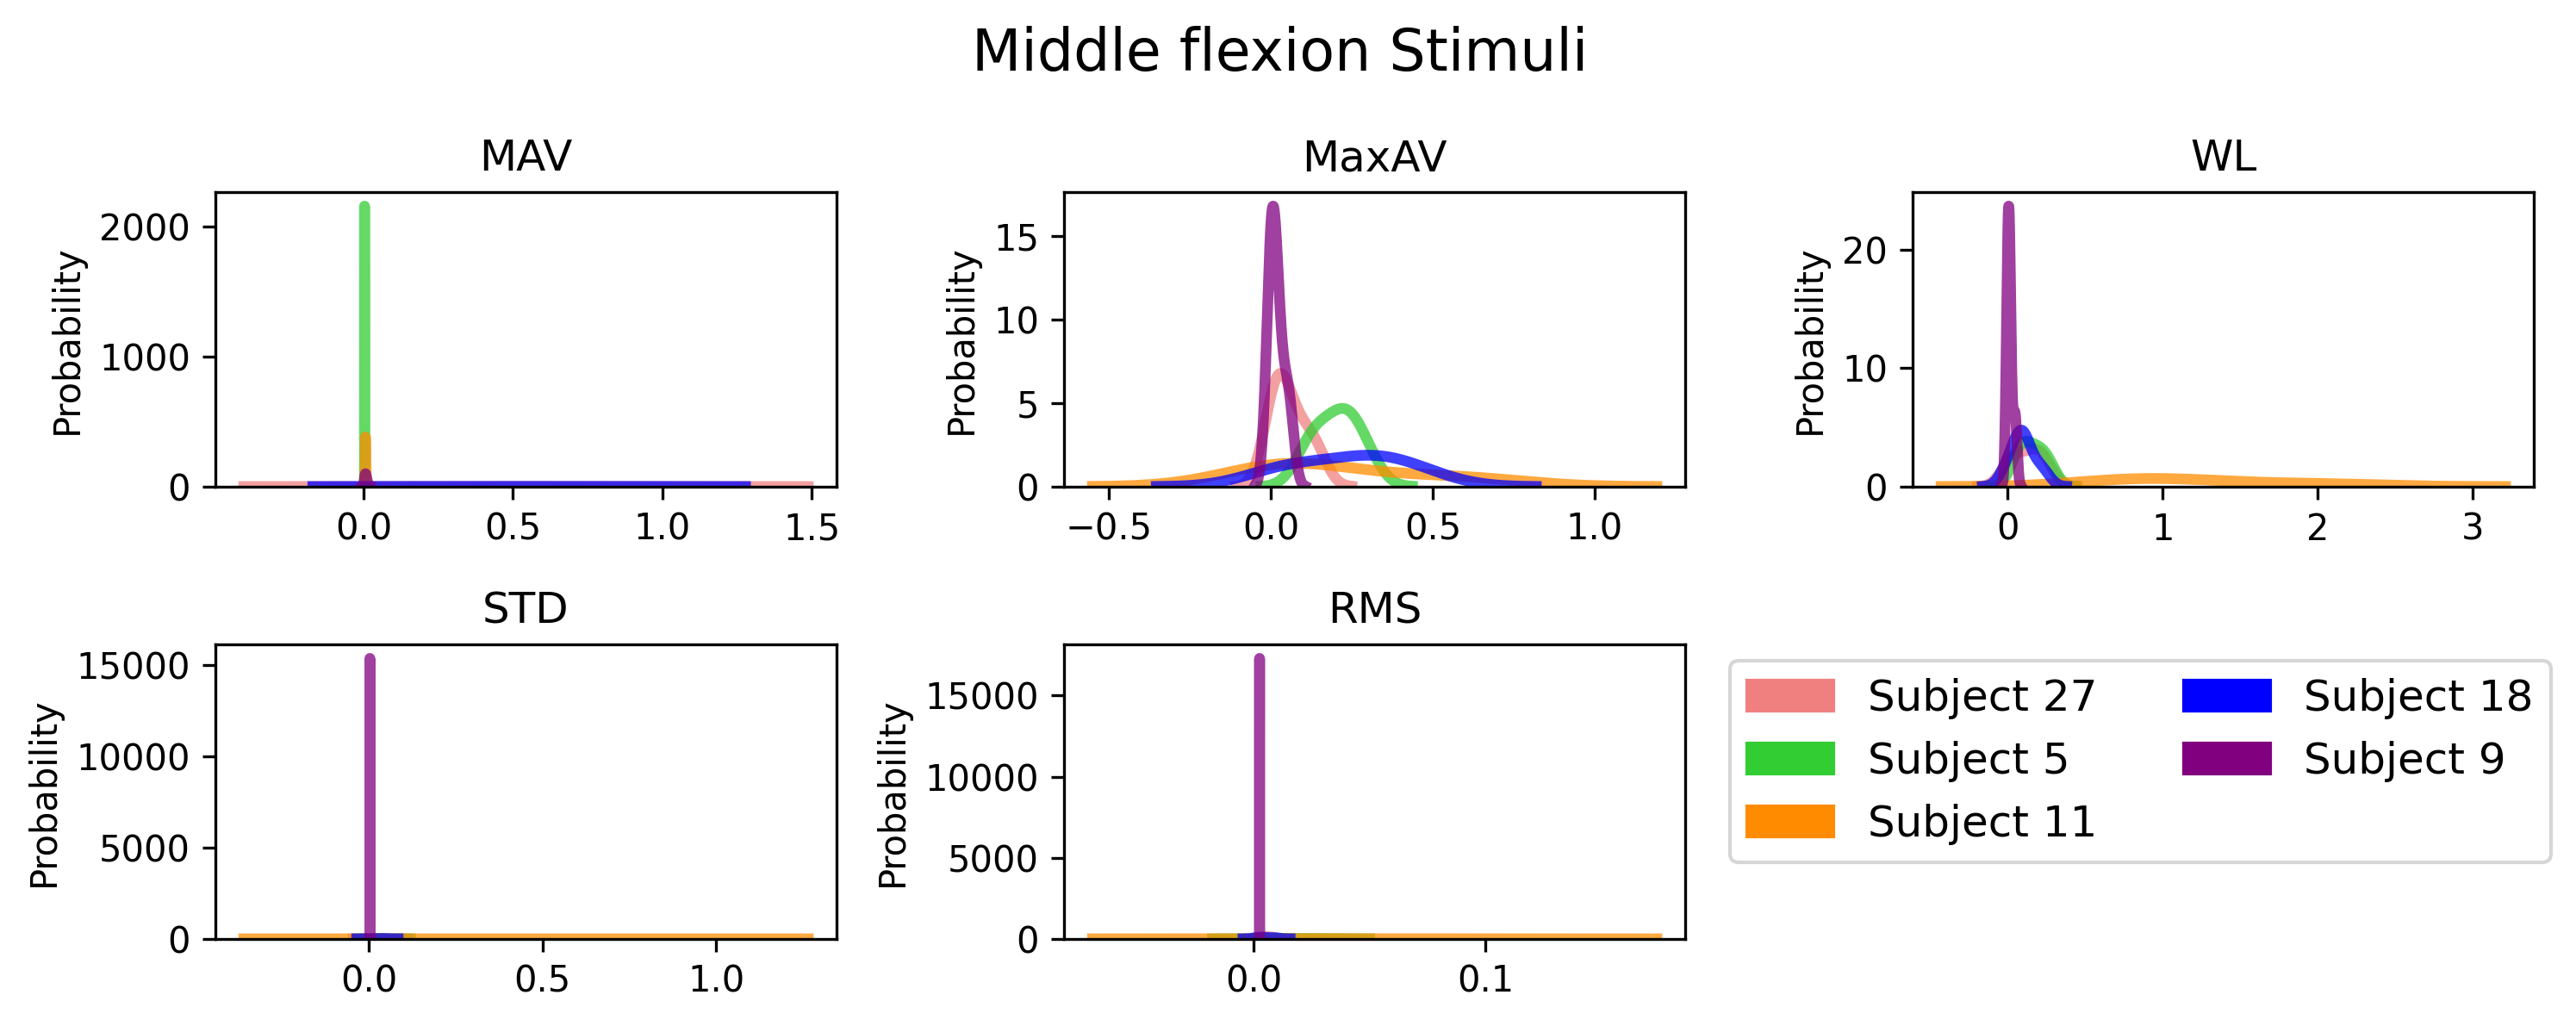 Middle flexion Stimuli
MAV
Probability
2000
1000
0
0.0 0.5 1.0 1.5
MaxAV
Probability
15
10
5
0
−0.5 0.0 0.5 1.0
WL
Probability
20
10
0
0 1 2 3
STD
Probability
15000
10000
5000
0
0.0 0.5 1.0
RMS
Probability
15000
10000
5000
0
0.0 0.1
Subject 27
Subject 5
Subject 11
Subject 18
Subject 9